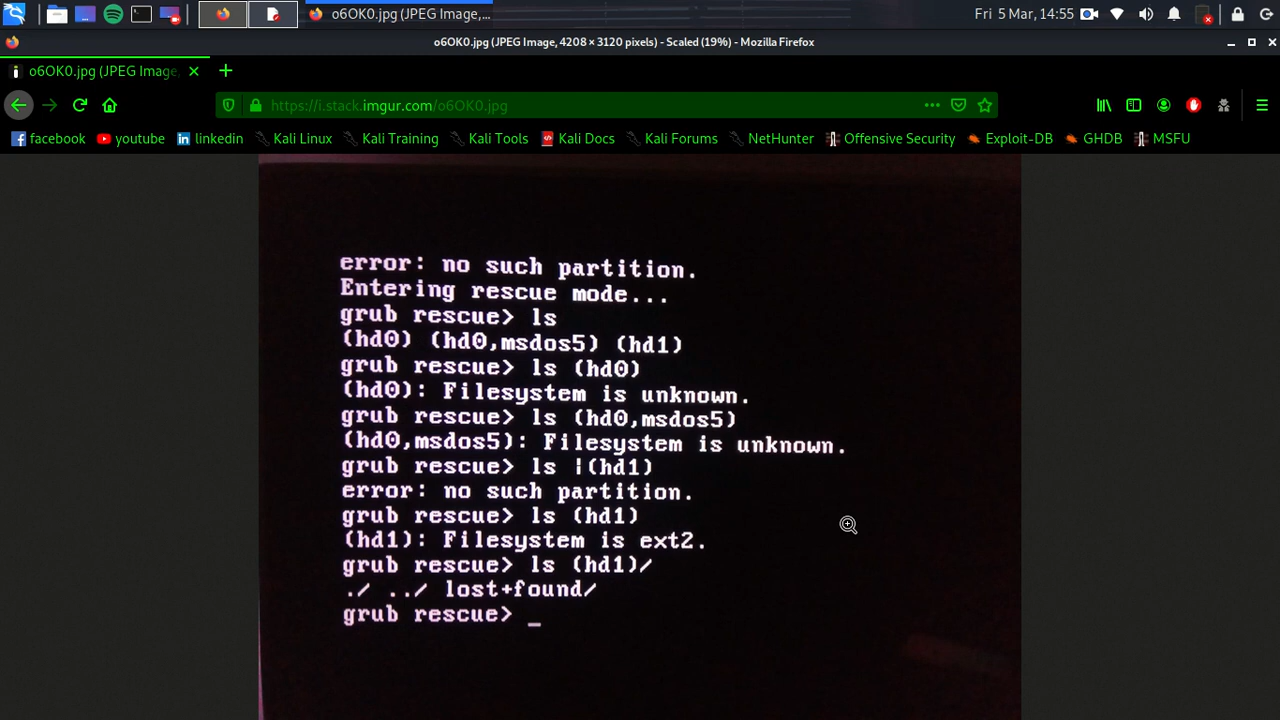 o6OK0.jpg (JPEG Image,...
Fri 5 Mar, 14:55
o6OK0.jpg (JPEG Image, 4208 × 3120 pixels) - Scaled (19%) - Mozilla Firefox
o6OK0.jpg (JPEG Image,
https://i.stack.imgur.com/o6OK0.jpg
facebook youtube linkedin Kali Linux Kali Training Kali Tools Kali Docs Kali Forums NetHunter Offensive Security Exploit-DB GHDB MSFU
error: no such partition.
Entering rescue mode...
grub rescue> ls
(hd0) (hd0,msdos5) (hd1)
grub rescue> ls (hd0)
(hd0): Filesystem is unknown.
grub rescue> ls (hd0,msdos5)
(hd0,msdos5): Filesystem is unknown.
grub rescue> ls |(hd1)
error: no such partition.
grub rescue> ls (hd1)
(hd1): Filesystem is ext2.
grub rescue> ls (hd1)/
./ ../ lost+found/
grub rescue> _